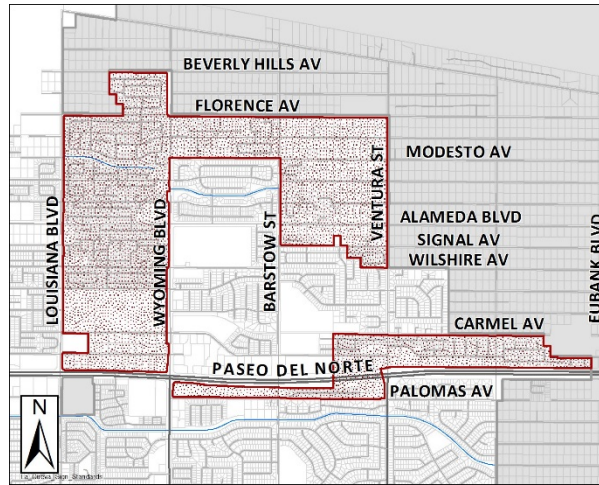 BEVERLY HILLS AV
FLORENCE AV
MODESTO AV
LOUISIANA BLVD
WYOMING BLVD
BARSTOW ST
VENTURA ST
ALAMEDA BLVD
SIGNAL AV
WILSHIRE AV
EUBANK BLVD
CARMEL AV
PASEO DEL NORTE
PALOMAS AV
N
La_Cueva_Sign_Standards